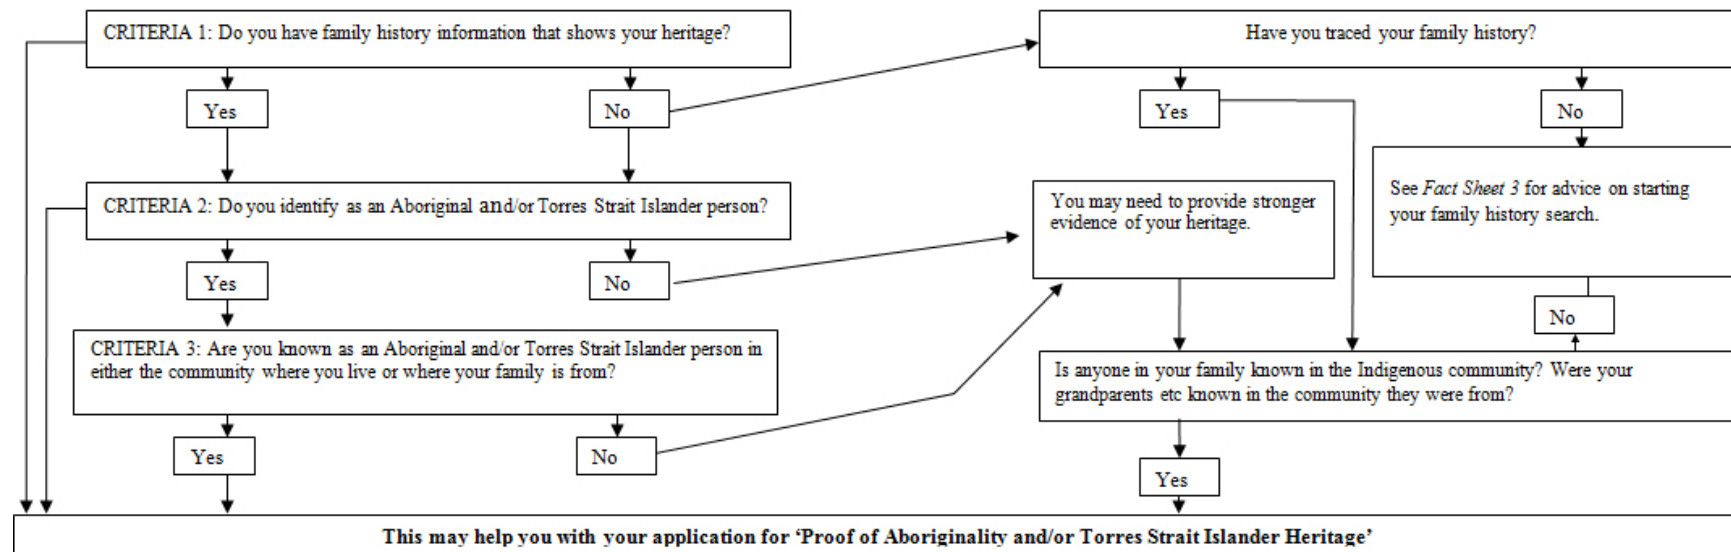 CRITERIA 1: Do you have family history information that shows your heritage?
Yes
No
CRITERIA 2: Do you identify as an Aboriginal and/or Torres Strait Islander person?
Yes
No
CRITERIA 3: Are you known as an Aboriginal and/or Torres Strait Islander person in
either the community where you live or where your family is from?
Yes
No
Have you traced your family history?
Yes
No
See Fact Sheet 3 for advice on starting
your family history search.
You may need to provide stronger
evidence of your heritage.
No
Is anyone in your family known in the Indigenous community? Were your
grandparents etc known in the community they were from?
Yes
This may help you with your application for ‘Proof of Aboriginality and/or Torres Strait Islander Heritage’